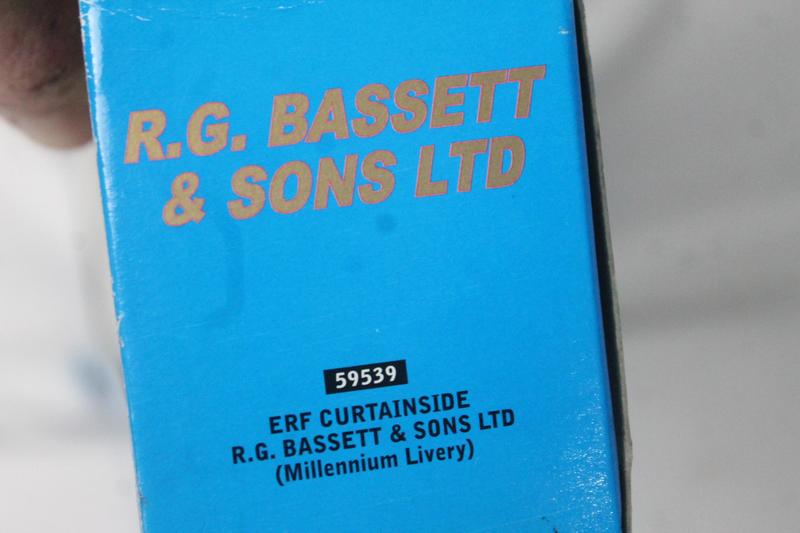 R.G. BASSETT
& SONS LTD
59539
ERF CURTAINSIDE
R.G. BASSETT & SONS LTD
(Millennium Livery)